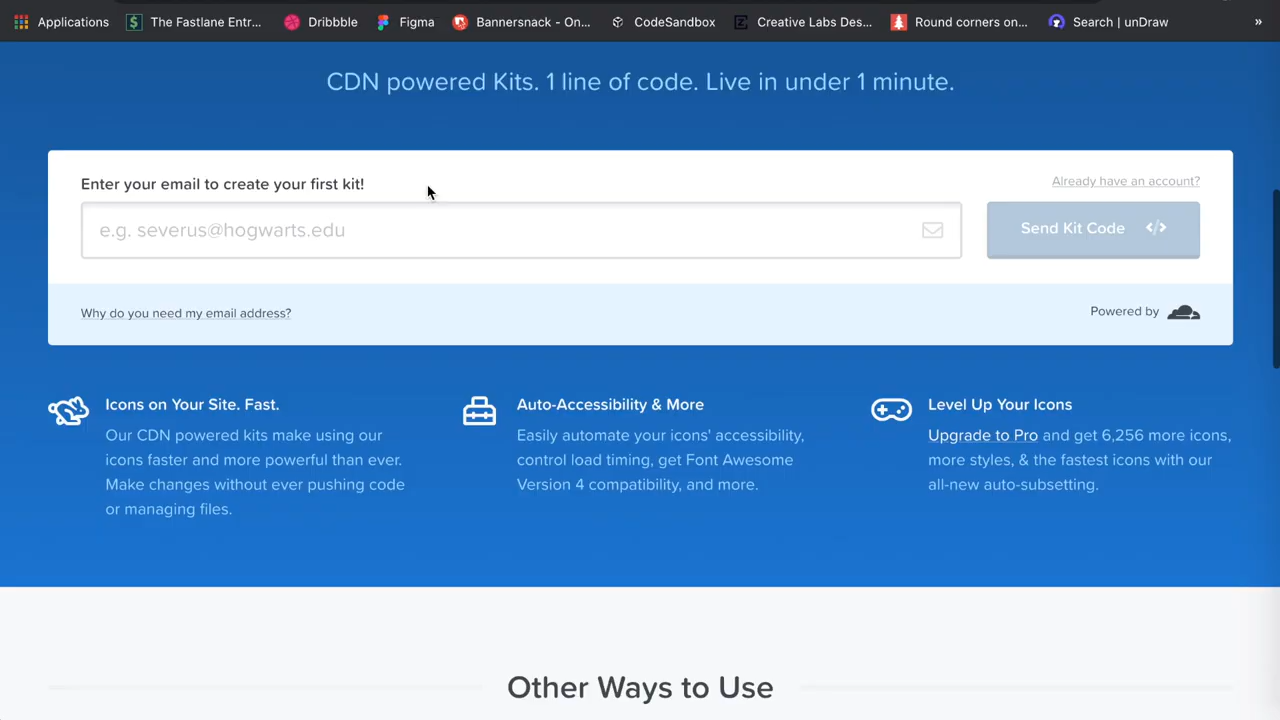 Applications The Fastlane Entr... Dribbble Figma Bannersnack - On... CodeSandbox Creative Labs Des... Round corners on... Search | unDraw »
CDN powered Kits. 1 line of code. Live in under 1 minute.
Enter your email to create your first kit! Already have an account?
e.g. severus@hogwarts.edu Send Kit Code </>
Why do you need my email address? Powered by
Icons on Your Site. Fast.
Our CDN powered kits make using our
icons faster and more powerful than ever.
Make changes without ever pushing code
or managing files.
Auto-Accessibility & More
Easily automate your icons' accessibility,
control load timing, get Font Awesome
Version 4 compatibility, and more.
Level Up Your Icons
Upgrade to Pro and get 6,256 more icons,
more styles, & the fastest icons with our
all-new auto-subsetting.
Other Ways to Use